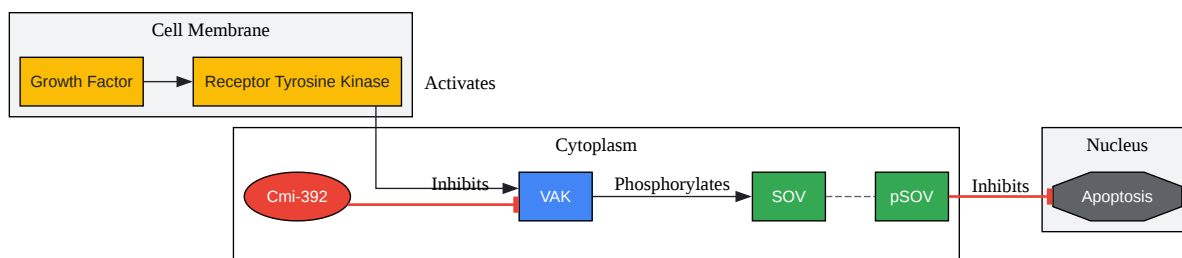 Cell Membrane
Growth Factor
Receptor Tyrosine Kinase
Activates
Cytoplasm
Nucleus
Cmi-392
Inhibits
VAK
Phosphorylates
SOV
pSOV
Inhibits
Apoptosis